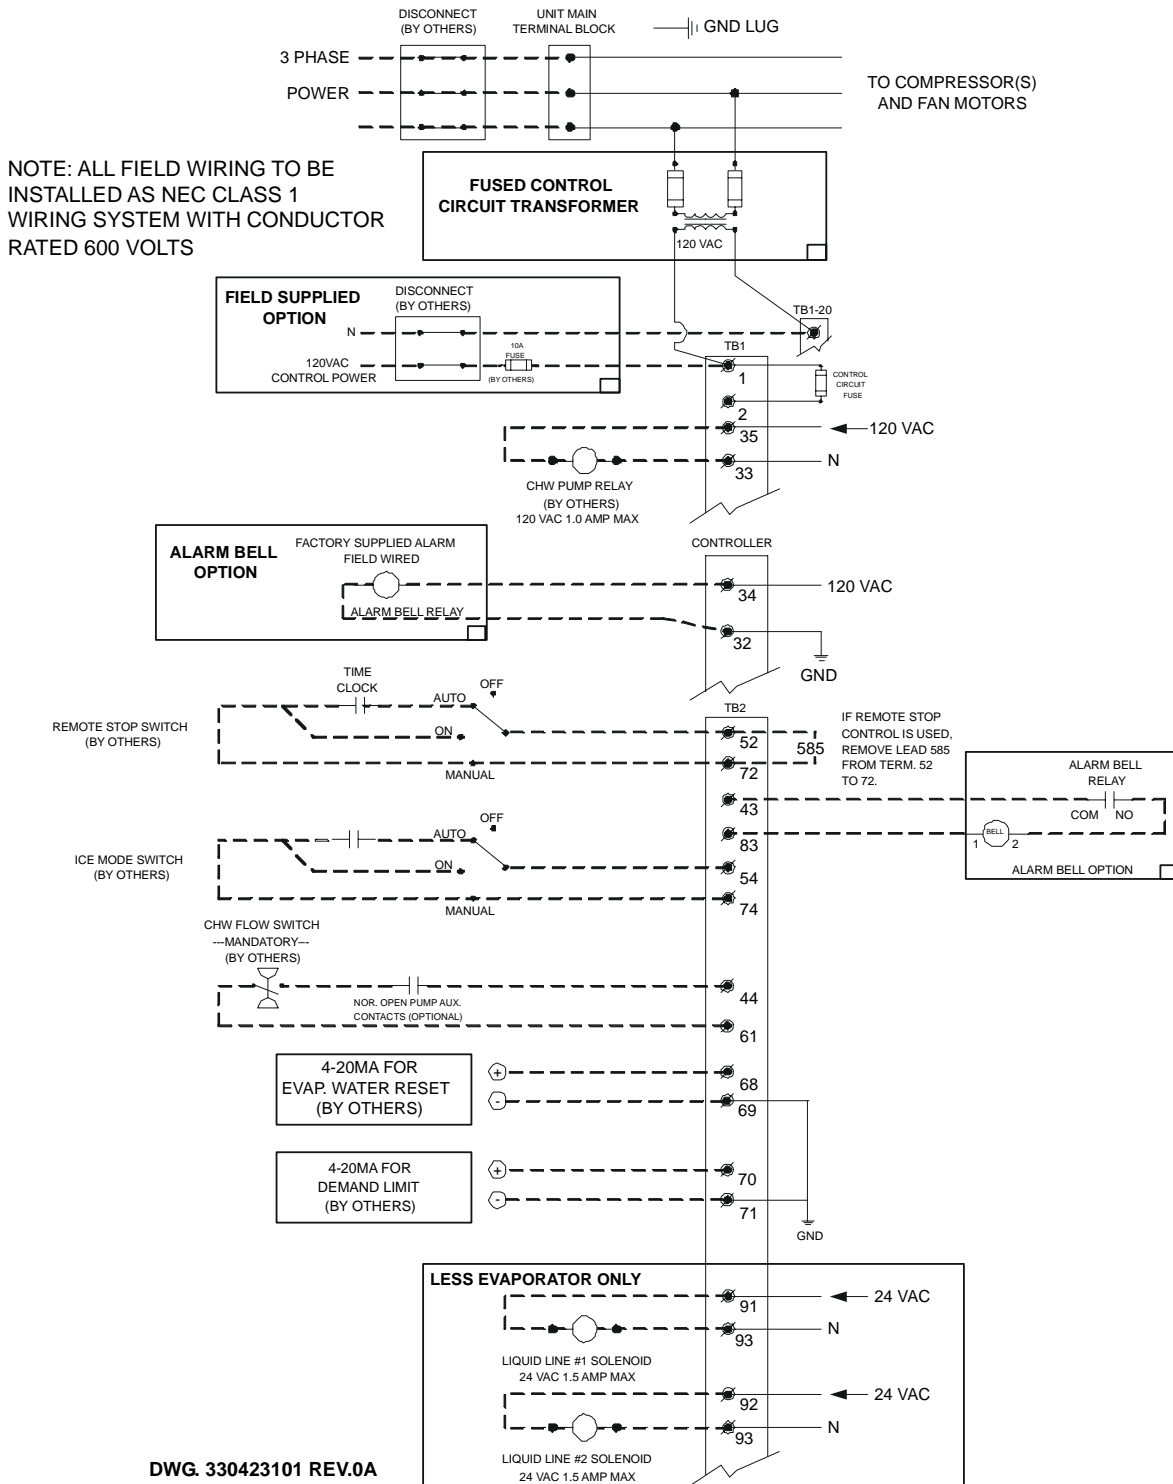 DISCONNECT
(BY OTHERS)
UNIT MAIN
TERMINAL BLOCK
GND LUG
3 PHASE
POWER
TO COMPRESSOR(S)
AND FAN MOTORS
NOTE: ALL FIELD WIRING TO BE
INSTALLED AS NEC CLASS 1
WIRING SYSTEM WITH CONDUCTOR
RATED 600 VOLTS
FUSED CONTROL
CIRCUIT TRANSFORMER
120 VAC
FIELD SUPPLIED
OPTION
DISCONNECT
(BY OTHERS)
N
120VAC
CONTROL POWER
10A
FUSE
(BY OTHERS)
TB1-20
TB1
1
CONTROL
CIRCUIT
FUSE
2
35
120 VAC
33
N
CHW PUMP RELAY
(BY OTHERS)
120 VAC 1.0 AMP MAX
ALARM BELL
OPTION
FACTORY SUPPLIED ALARM
FIELD WIRED
ALARM BELL RELAY
CONTROLLER
34
120 VAC
32
GND
REMOTE STOP SWITCH
(BY OTHERS)
TIME
CLOCK
AUTO
OFF
ON
MANUAL
TB2
52
585
72
IF REMOTE STOP
CONTROL IS USED,
REMOVE LEAD 585
FROM TERM. 52
TO 72.
43
83
ALARM BELL
RELAY
COM
NO
BELL
1
2
ALARM BELL OPTION
ICE MODE SWITCH
(BY OTHERS)
AUTO
OFF
ON
MANUAL
54
74
CHW FLOW SWITCH
---MANDATORY---
(BY OTHERS)
NOR. OPEN PUMP AUX.
CONTACTS (OPTIONAL)
44
61
4-20MA FOR
EVAP. WATER RESET
(BY OTHERS)
+
-
68
69
4-20MA FOR
DEMAND LIMIT
(BY OTHERS)
+
-
70
71
GND
LESS EVAPORATOR ONLY
91
24 VAC
93
N
LIQUID LINE #1 SOLENOID
24 VAC 1.5 AMP MAX
92
24 VAC
93
N
LIQUID LINE #2 SOLENOID
24 VAC 1.5 AMP MAX
DWG. 330423101 REV.0A